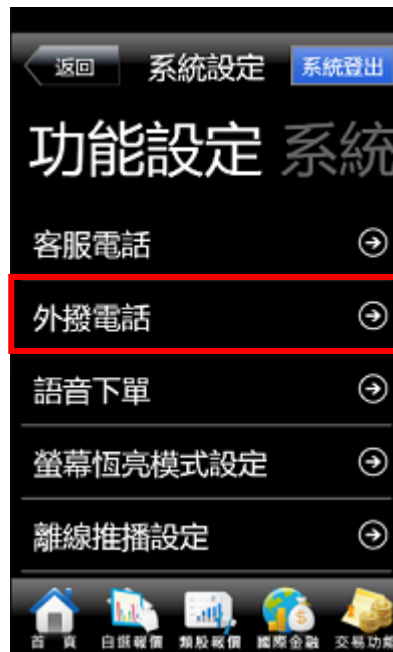 返回 系統設定 系統登出
功能設定 系統
客服電話
外撥電話
語音下單
螢幕恆亮模式設定
離線推播設定
首頁 自選報價 類股報價 國際金融 交易功能